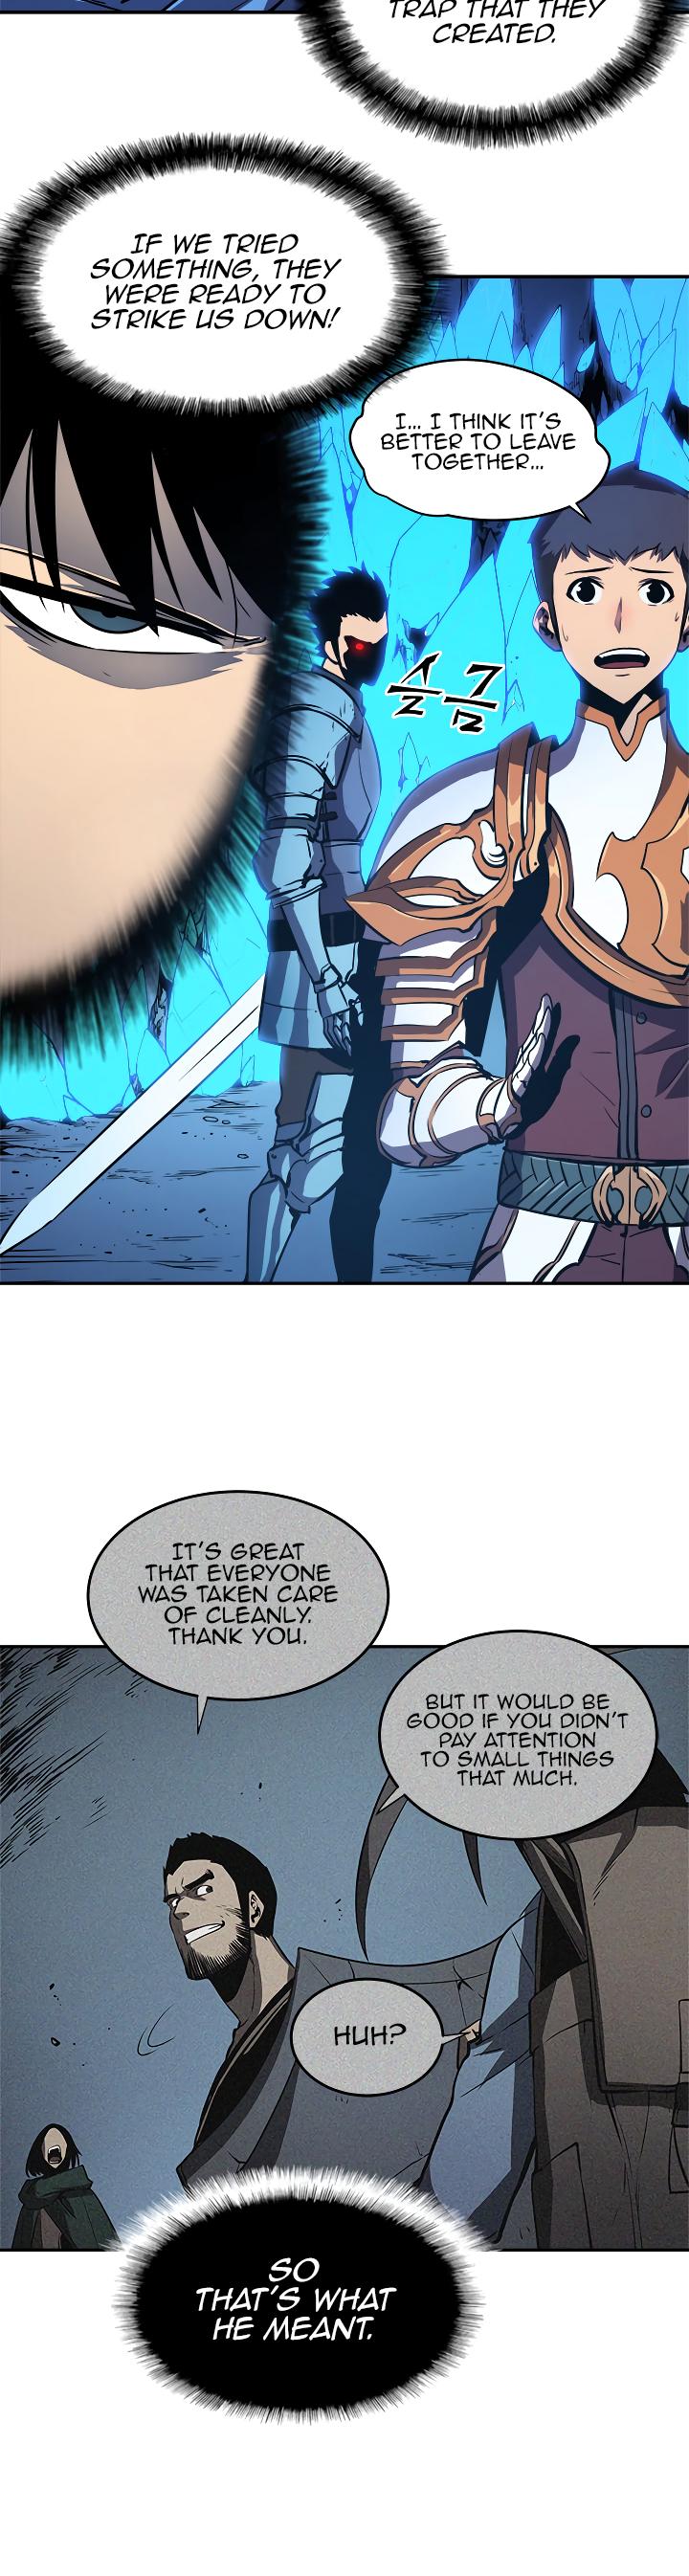 TRAP THAT THEY
CREATED.
IF WE TRIED
SOMETHING, THEY
WERE READY TO
STRIKE US DOWN!
I... I THINK IT'S
BETTER TO LEAVE
TOGETHER...
슬금
IT'S GREAT
THAT EVERYONE
WAS TAKEN CARE
OF CLEANLY.
THANK YOU.
BUT IT WOULD BE
GOOD IF YOU DIDN'T
PAY ATTENTION
TO SMALL THINGS
THAT MUCH.
HUH?
SO
THAT'S WHAT
HE MEANT.